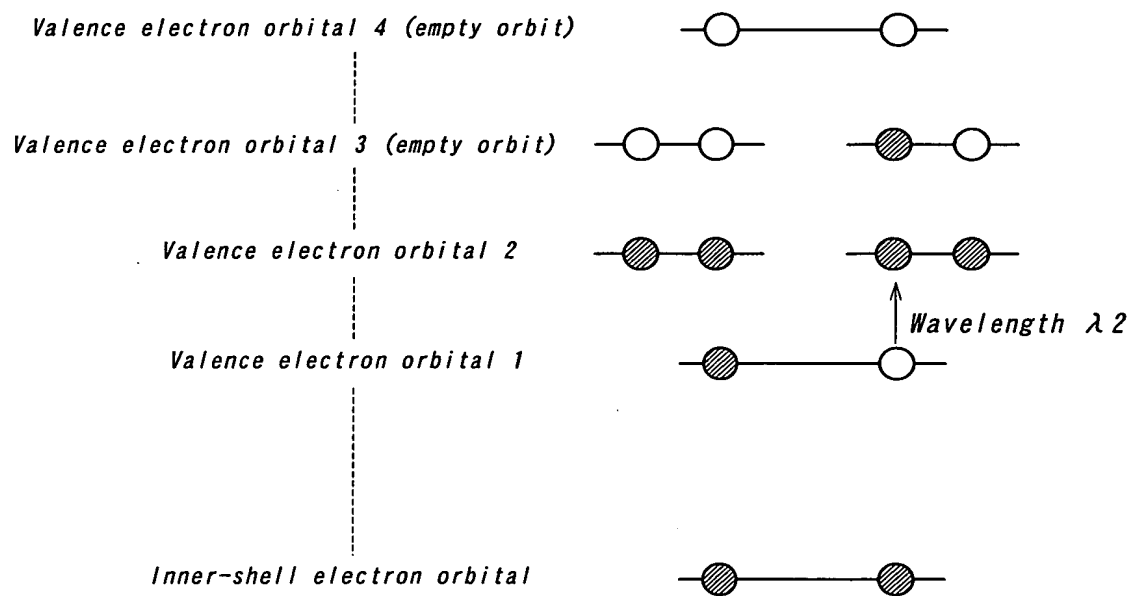 Valence electron orbital 4 (empty orbit)
Valence electron orbital 3 (empty orbit)
Valence electron orbital 2
Wavelength λ2
Valence electron orbital 1
Inner-shell electron orbital